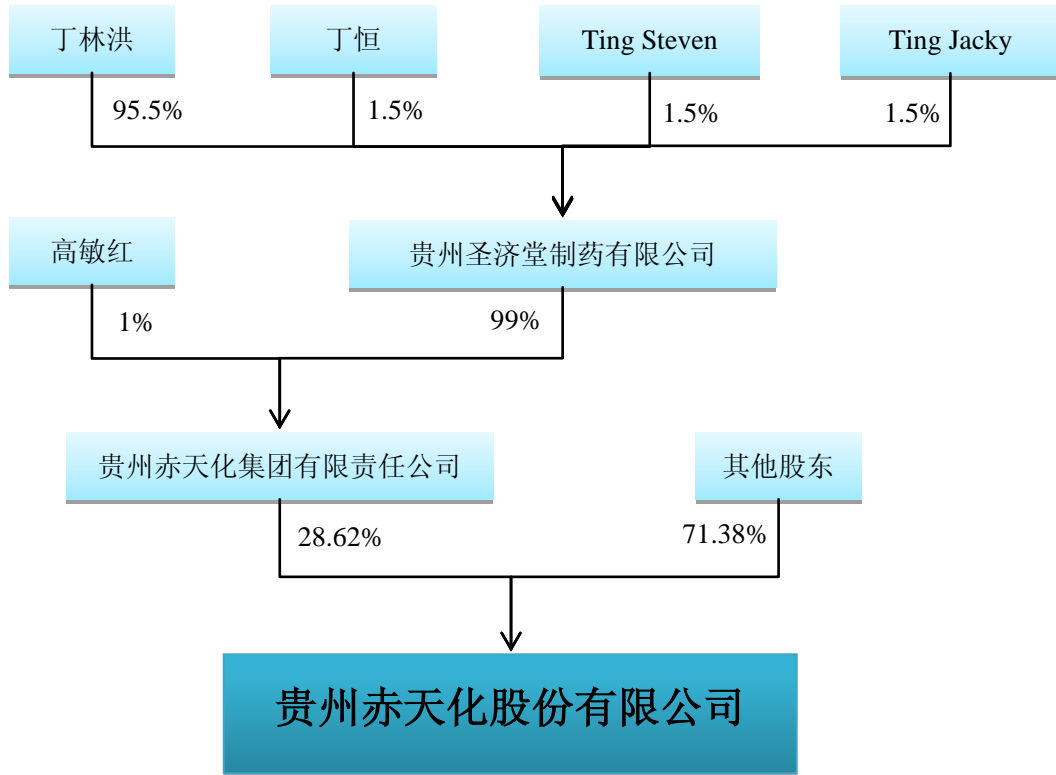 丁林洪
丁恒
Ting Steven
Ting Jacky
95.5%
1.5%
1.5%
1.5%
高敏红
贵州圣济堂制药有限公司
1%
99%
贵州赤天化集团有限责任公司
其他股东
28.62%
71.38%
贵州赤天化股份有限公司